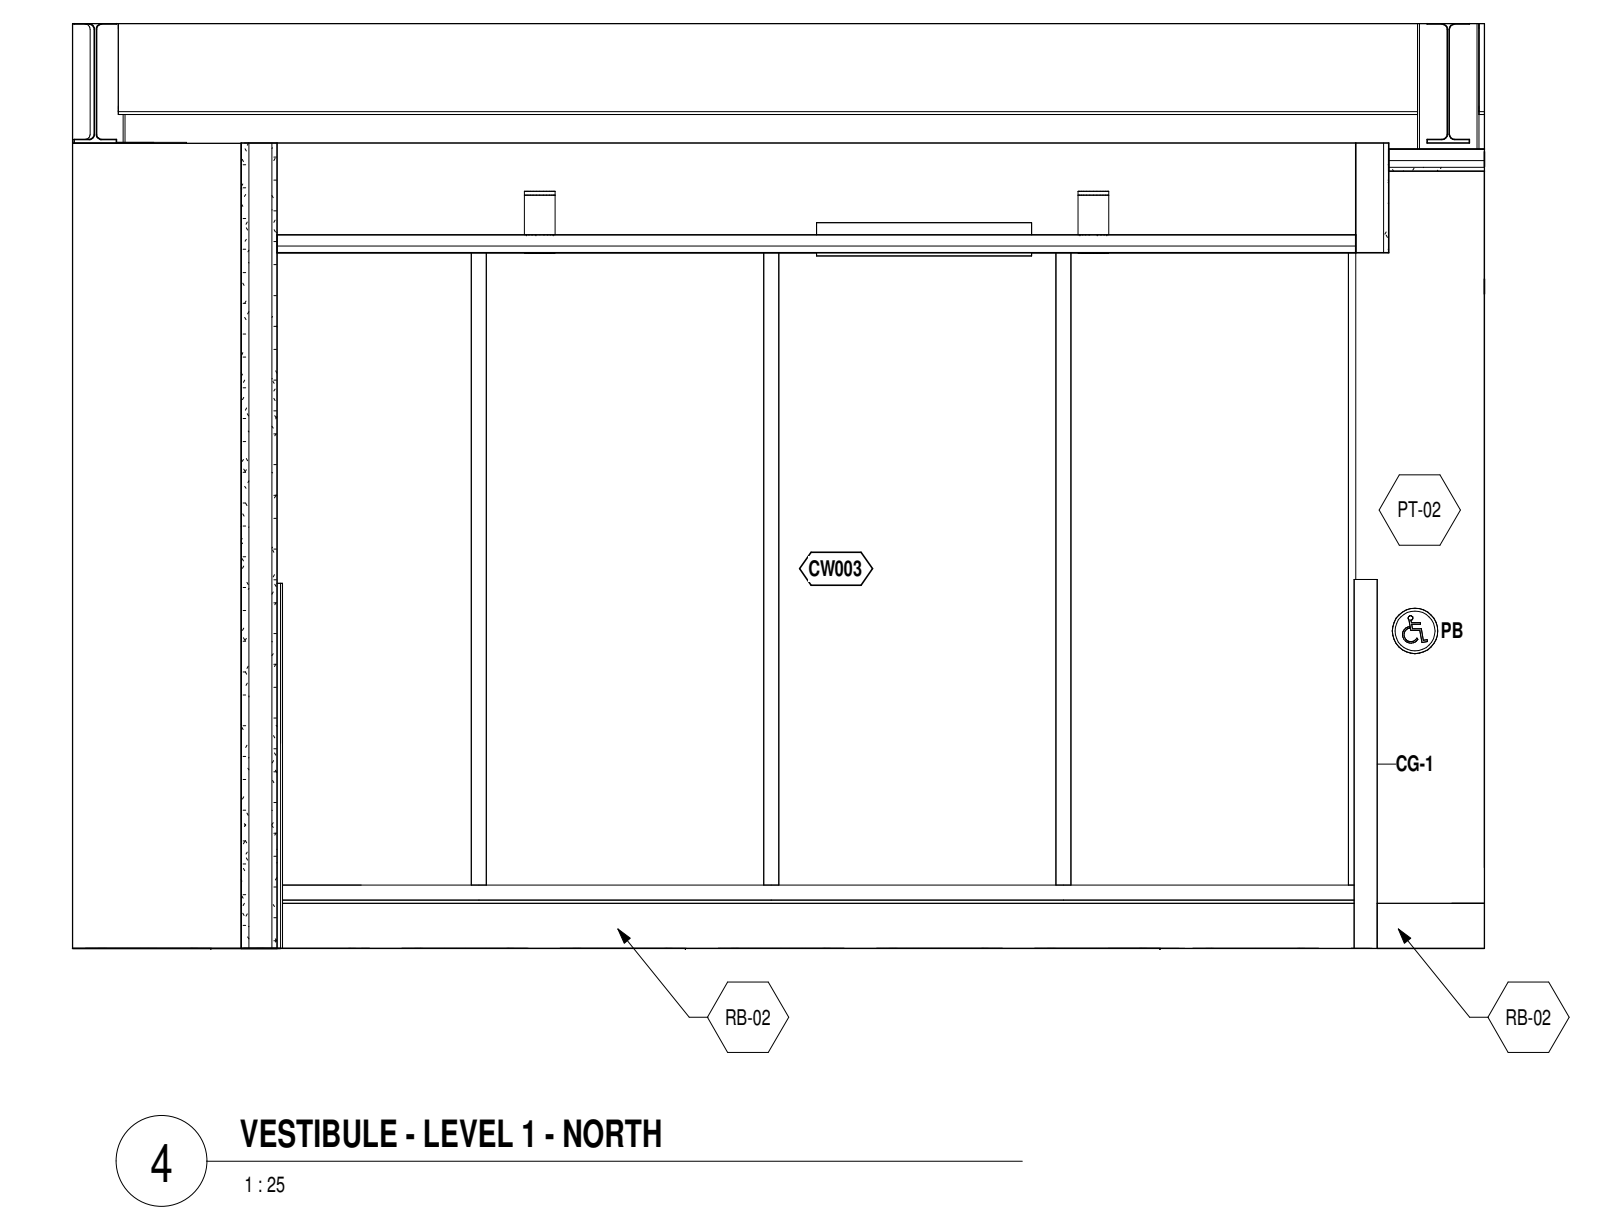 PT-02
CW003
PB
CG-1
RB-02
RB-02
4
VESTIBULE - LEVEL 1 - NORTH
1 : 25